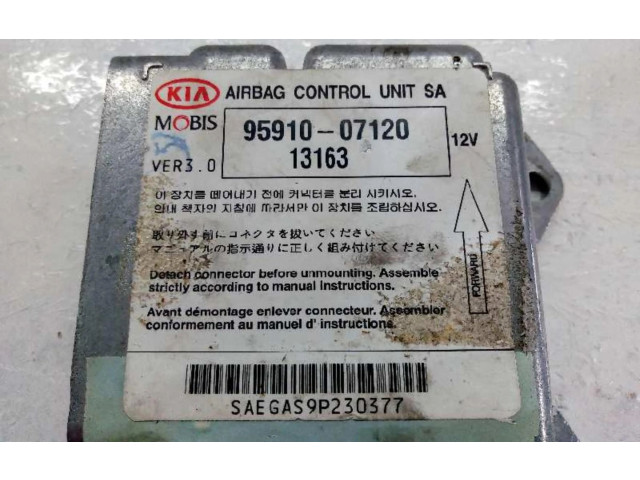 KIA AIRBAG CONTROL UNIT SA
MOBIS
95910-07120
13163
12V
VER3.0
이 장치를 떼어내기 전에 커넥터를 분리 시키시오.
안내 책자의 지침에 따라서만 이 장치를 조립하십시오.
取り外す前にコネクタを抜いてください
マニュアルの指示通りに正しく組み付けてください
Detach connector before unmounting. Assemble
strictly according to manual instructions.
Avant démontage enlever connecteur. Assembler
conformement au manuel d' instructions.
FORWARD
SAEGAS9P230377